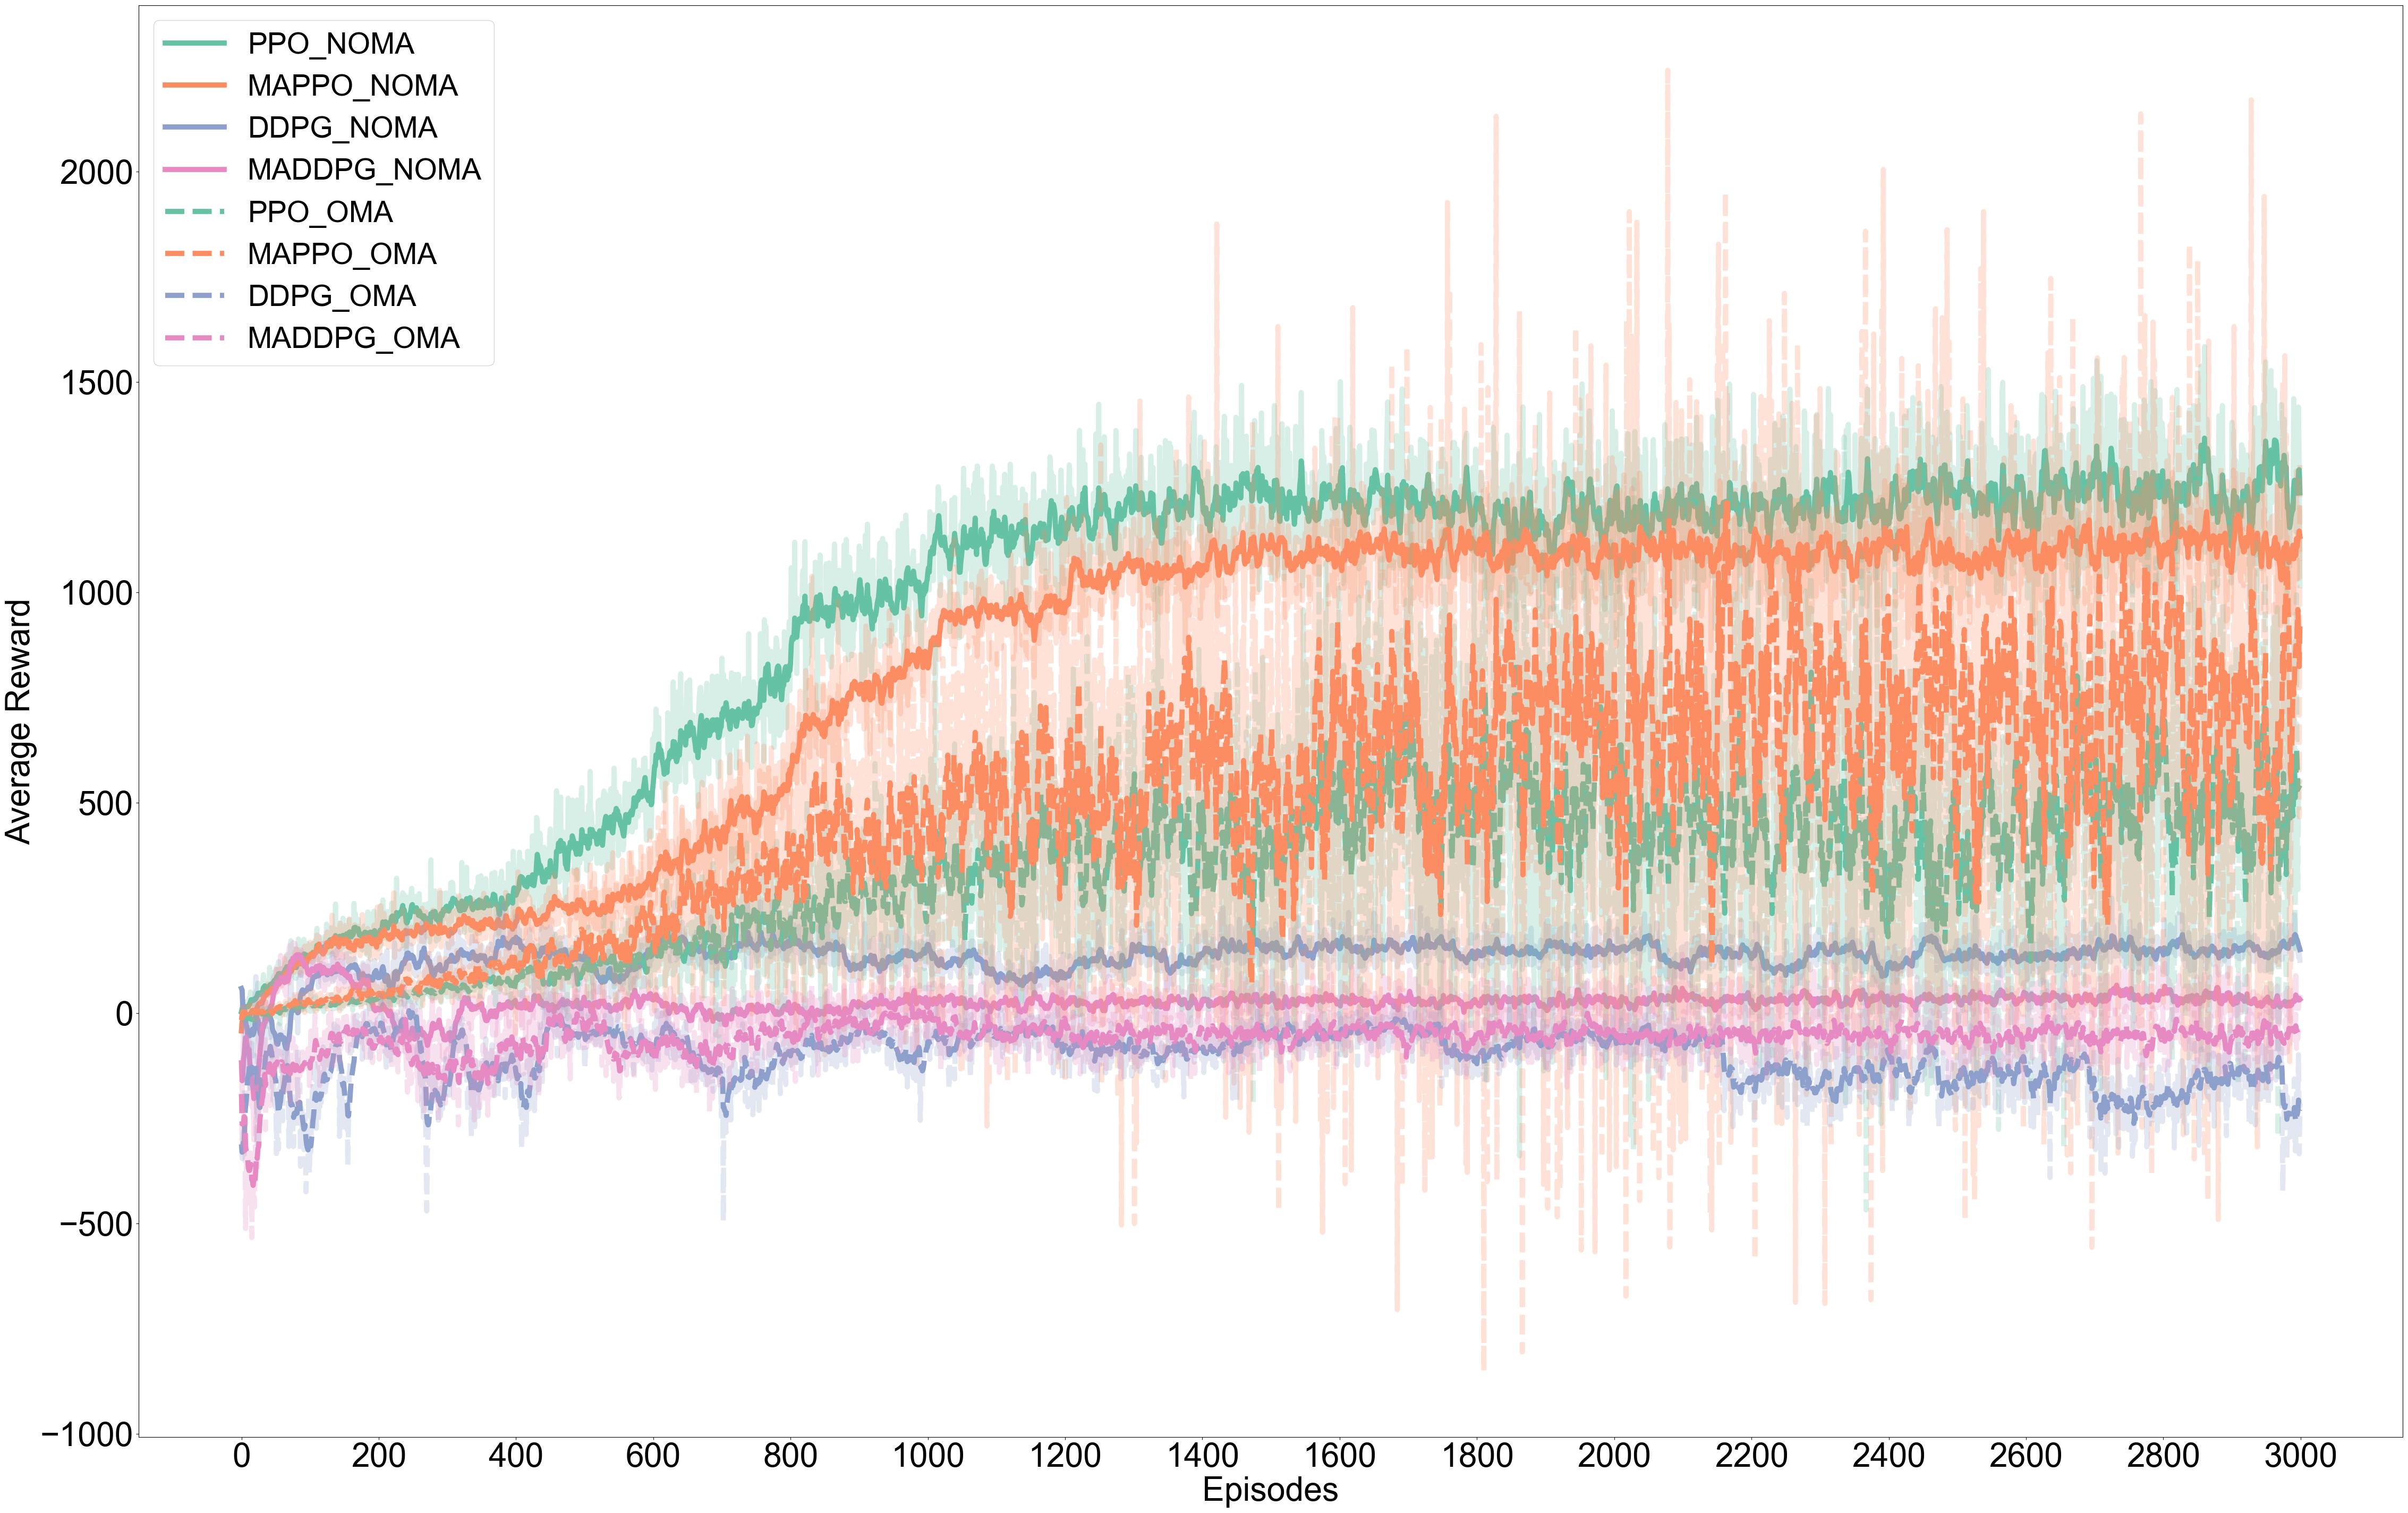 PPO_NOMA
MAPPO_NOMA
DDPG_NOMA
MADDPG_NOMA
PPO_OMA
MAPPO_OMA
DDPG_OMA
MADDPG_OMA
Average Reward
2000
1500
1000
500
0
−500
−1000
0 200 400 600 800 1000 1200 1400 1600 1800 2000 2200 2400 2600 2800 3000
Episodes